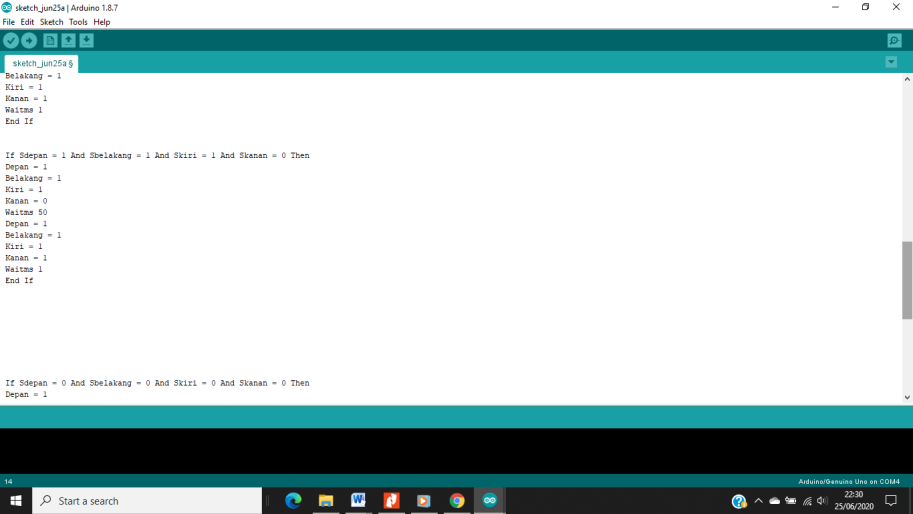 sketch_jun25a | Arduino 1.8.7
File Edit Sketch Tools Help
sketch_jun25a §
Belakang = 1
Kiri = 1
Kanan = 1
Waitms 1
End If
If Sdepan = 1 And Sbelakang = 1 And Skiri = 1 And Skanan = 0 Then
Depan = 1
Belakang = 1
Kiri = 1
Kanan = 0
Waitms 50
Depan = 1
Belakang = 1
Kiri = 1
Kanan = 1
Waitms 1
End If
If Sdepan = 0 And Sbelakang = 0 And Skiri = 0 And Skanan = 0 Then
Depan = 1
14
Arduino/Genuino Uno on COM4
Start a search
22:30
25/06/2020